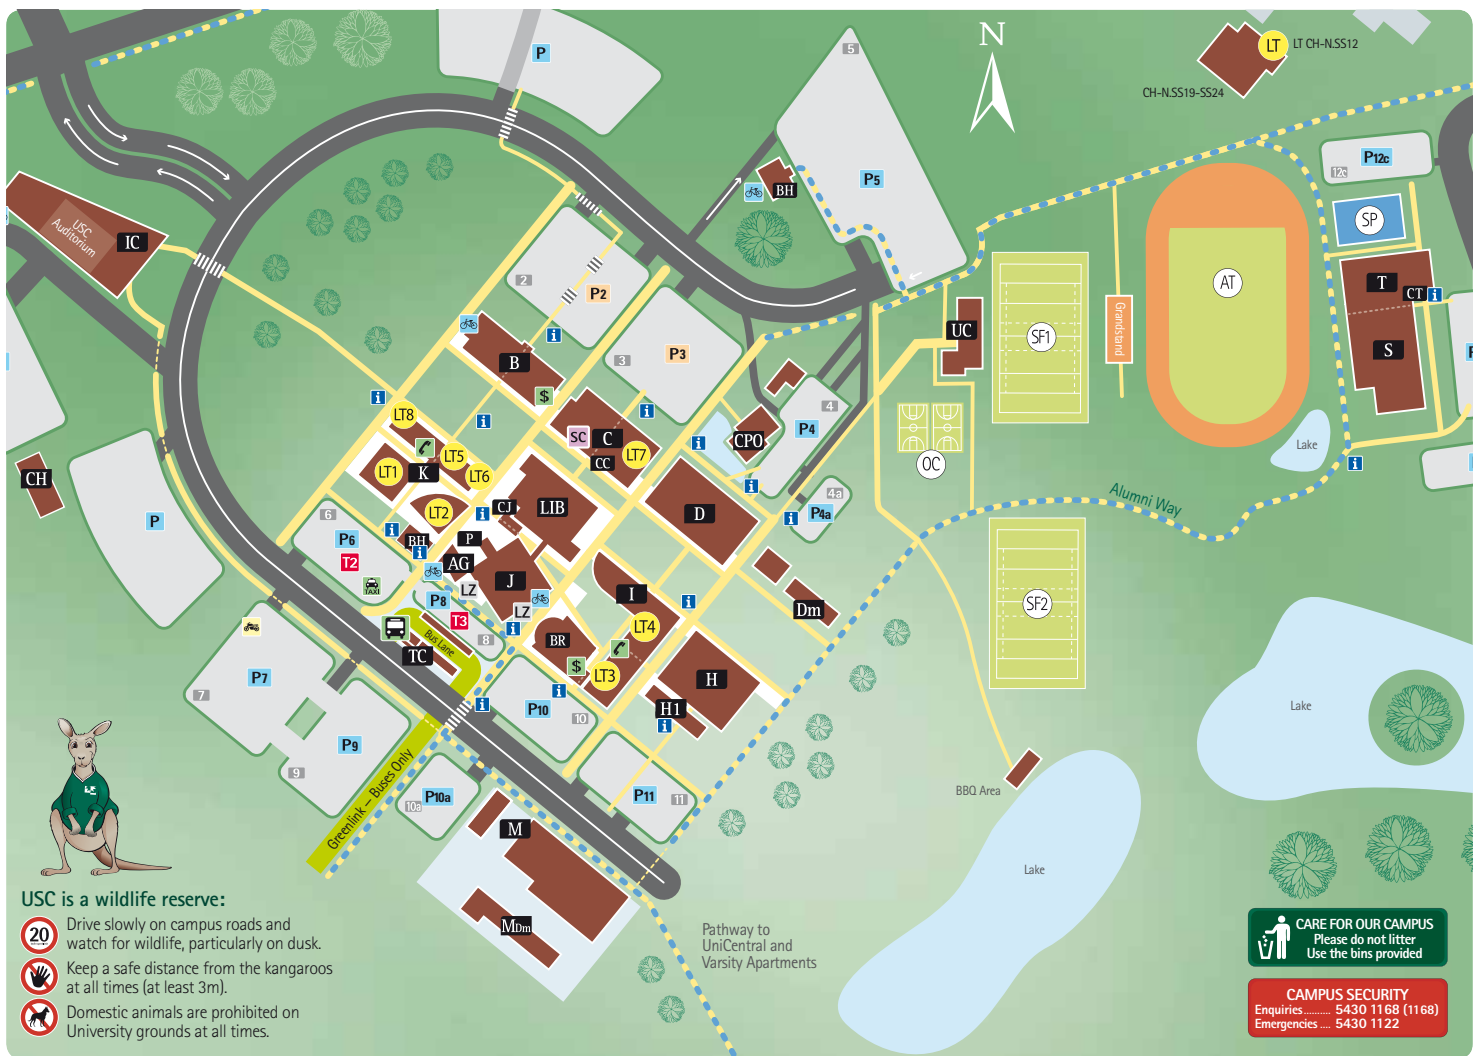 P
5
N
LT
LT CH-N.SS12
CH-N.SS19-SS24
P12c
12c
P5
BH
USC
Auditorium
IC
SP
2
P2
AT
T
CT
UC
SF1
Grandstand
S
B
3
P3
$
LT8
SC
C
CC
LT7
4
P4
CPO
Lake
LT5
LT1
K
LT6
OC
CH
4a
P4a
LT2
CJ
LIB
D
Alumni Way
6
P6
T2
BH
P
AG
J
LZ
LZ
TAXI
P8
T3
8
Bus Lane
TC
I
LT4
BR
$
LT3
Dm
SF2
P
H
H1
P7
7
P10
10
Lake
P9
9
P10a
10a
Greenlink – Buses Only
P11
11
M
MDm
BBQ Area
Lake
Pathway to
UniCentral and
Varsity Apartments
USC is a wildlife reserve:
20
Drive slowly on campus roads and
watch for wildlife, particularly on dusk.
Keep a safe distance from the kangaroos
at all times (at least 3m).
Domestic animals are prohibited on
University grounds at all times.
CARE FOR OUR CAMPUS
Please do not litter
Use the bins provided
CAMPUS SECURITY
Enquiries.......... 5430 1168 (1168)
Emergencies .... 5430 1122